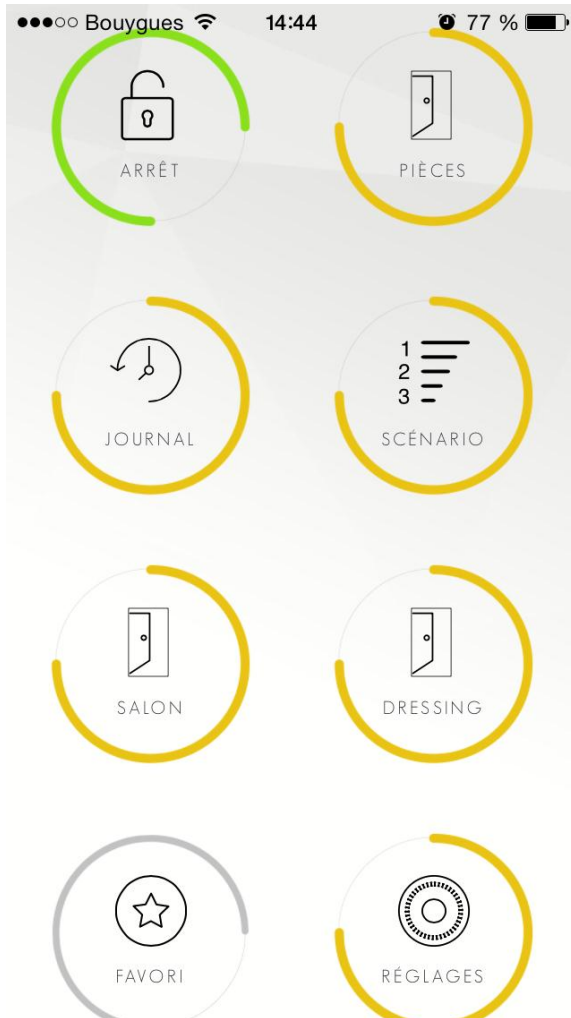 Bouygues 14:44 77 %
ARRÊT
PIÈCES
JOURNAL
1
2
3
SCÉNARIO
SALON
DRESSING
FAVORI
RÉGLAGES